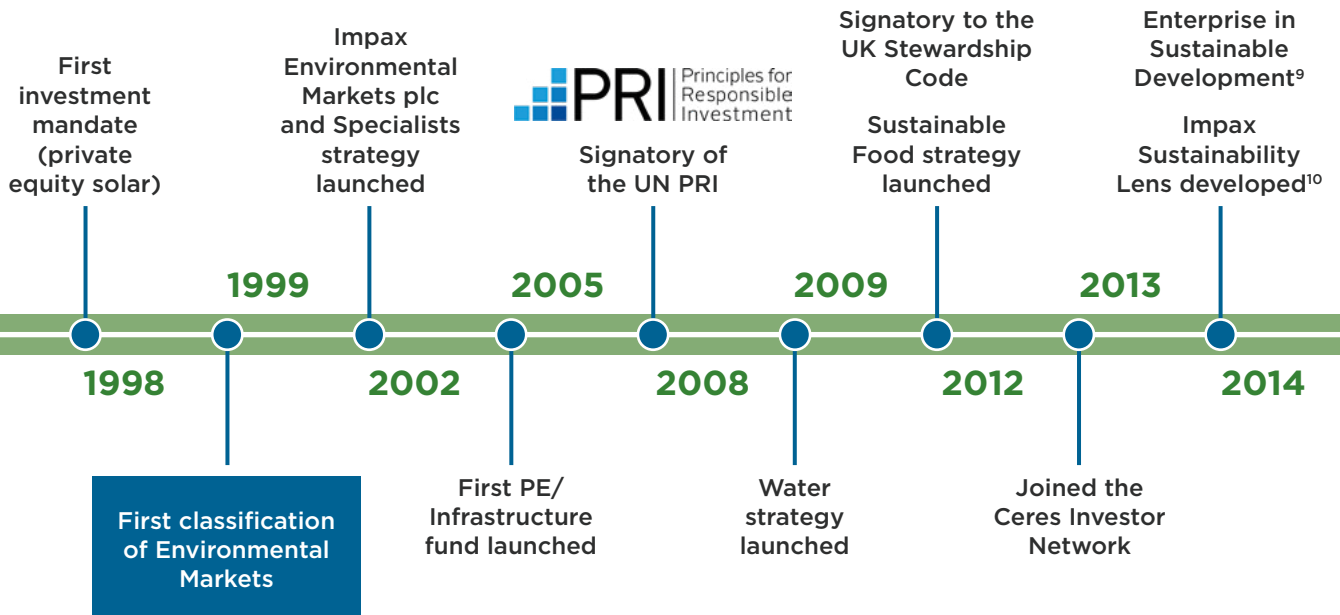 First
investment
mandate
(private
equity solar)
Impax
Environmental
Markets plc
and Specialists
strategy
launched
PRI
Principles for
Responsible
Investment
Signatory of
the UN PRI
Signatory to the
UK Stewardship
Code
Sustainable
Food strategy
launched
Enterprise in
Sustainable
Development⁹
Impax
Sustainability
Lens developed¹⁰
1999
2005
2009
2013
1998
2002
2008
2012
2014
First classification
of Environmental
Markets
First PE/
Infrastructure
fund launched
Water
strategy
launched
Joined the
Ceres Investor
Network